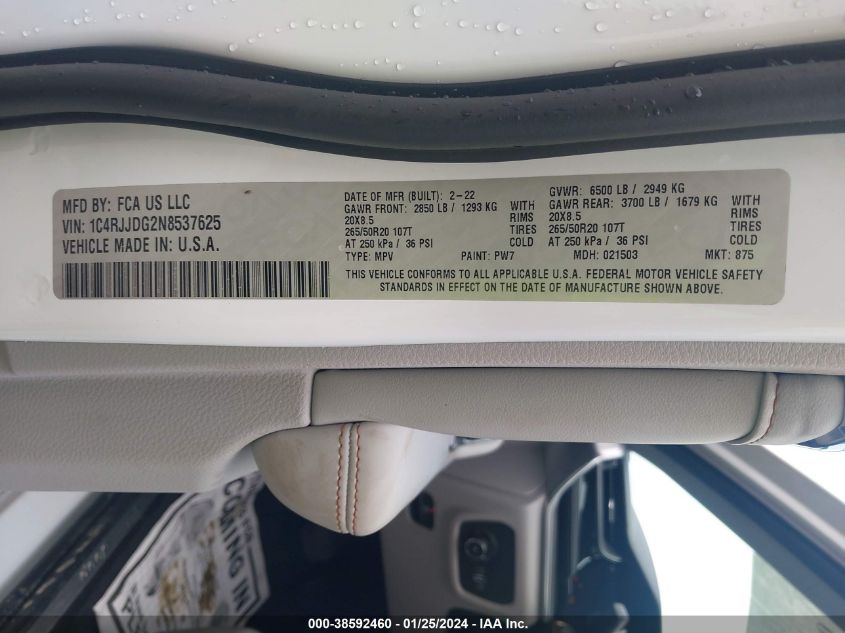 MFD BY: FCA US LLC
VIN: 1C4RJJDG2N8537625
VEHICLE MADE IN: U.S.A.
DATE OF MFR (BUILT): 2-22
GAWR FRONT: 2850 LB / 1293 KG WITH
20X8.5 RIMS
265/50R20 107T TIRES
AT 250 kPa / 36 PSI COLD
TYPE: MPV PAINT: PW7
GVWR: 6500 LB / 2949 KG
GAWR REAR: 3700 LB / 1679 KG WITH
20X8.5 RIMS
265/50R20 107T TIRES
AT 250 kPa / 36 PSI COLD
MDH: 021503 MKT: 875
THIS VEHICLE CONFORMS TO ALL APPLICABLE U.S.A. FEDERAL MOTOR VEHICLE SAFETY
STANDARDS IN EFFECT ON THE DATE OF MANUFACTURE SHOWN ABOVE.
COMING IN
000-38592460 - 01/25/2024 - IAA Inc.